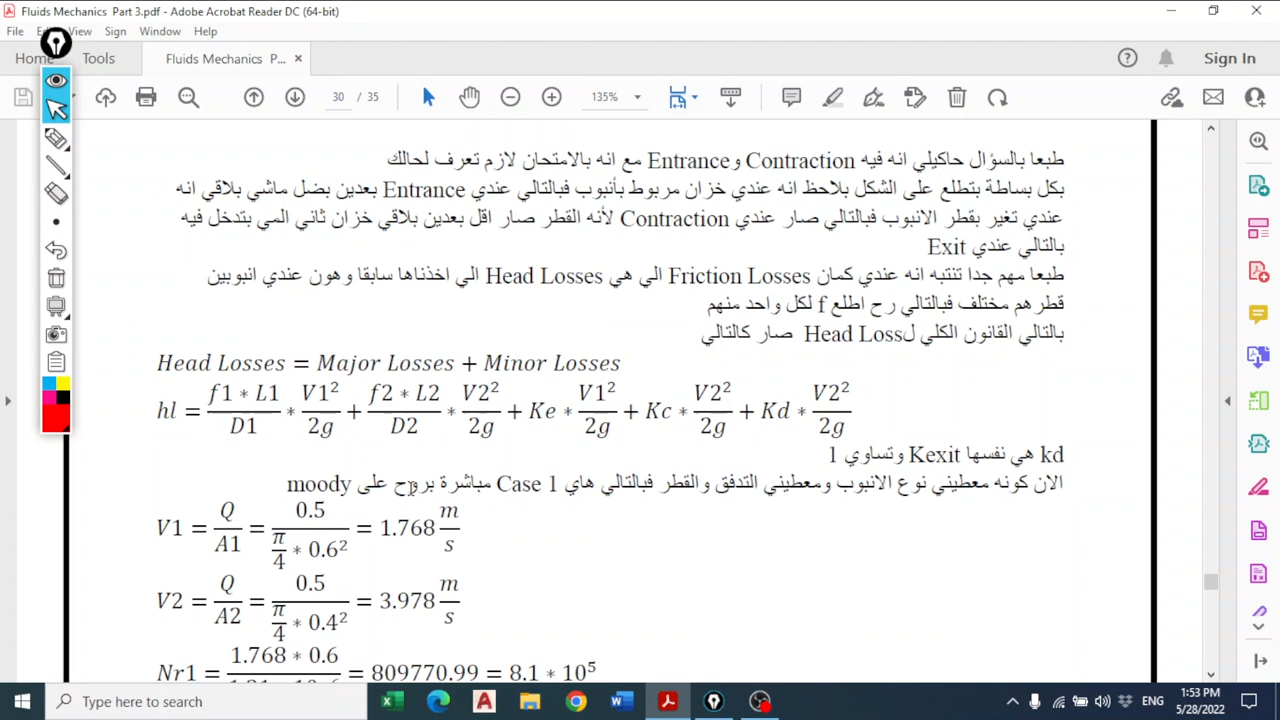 Fluids Mechanics Part 3.pdf - Adobe Acrobat Reader DC (64-bit)
File View Sign Window Help
Home Tools Fluids Mechanics P... × Sign In
30 / 35 135%
طبعا بالسؤال حاكيلي انه فيه Contraction وEntrance مع انه بالامتحان لازم تعرف لحالك
بكل بساطة بتطلع على الشكل بلاحظ انه عندي خزان مربوط بأنبوب فبالتالي عندي Entrance بعدين بضل ماشي بلاقي انه
عندي تغير بقطر الانبوب فبالتالي صار عندي Contraction لأنه القطر صار اقل بعدين بلاقي خزان ثاني المي بتدخل فيه
بالتالي عندي Exit
طبعا مهم جدا تنتبه انه عندي كمان Friction Losses الي هي Head Losses الي اخذناها سابقا وهون عندي انبوبين
قطرهم مختلف فبالتالي رح اطلع f لكل واحد منهم
بالتالي القانون الكلي لHead Loss صار كالتالي
Head Losses = Major Losses + Minor Losses
hl = f1 * L1 / D1 * V1² / 2g + f2 * L2 / D2 * V2² / 2g + Ke * V1² / 2g + Kc * V2² / 2g + Kd * V2² / 2g
kd هي نفسها Kexit وتساوي 1
الان كونه معطيني نوع الانبوب ومعطيني التدفق والقطر فبالتالي هاي Case 1 مباشرة بروح على moody
V1 = Q / A1 = 0.5 / (π/4 * 0.6²) = 1.768 m/s
V2 = Q / A2 = 0.5 / (π/4 * 0.4²) = 3.978 m/s
Nr1 = 1.768 * 0.6 = 809770.99 = 8.1 * 10⁵
Type here to search ENG 1:53 PM
5/28/2022